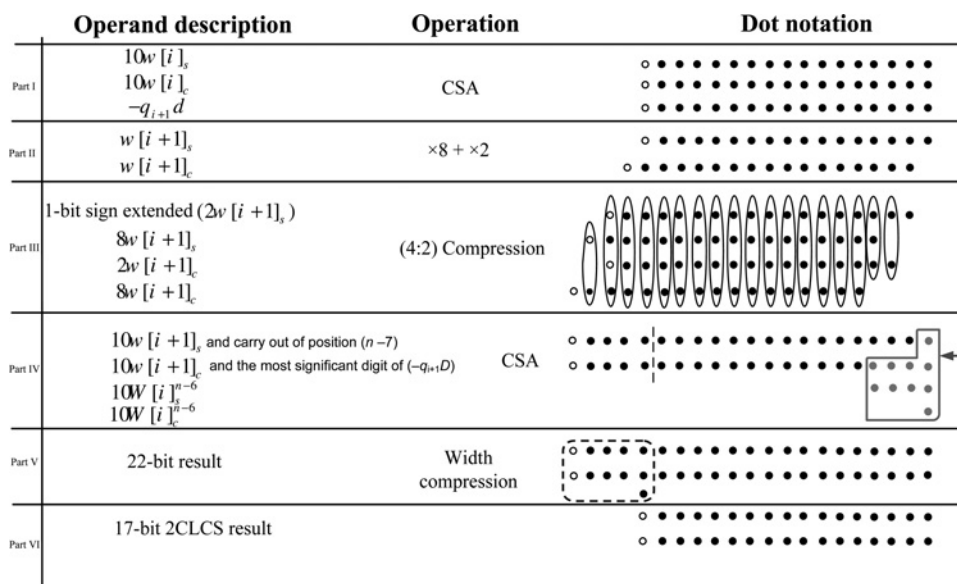 Operand description Operation Dot notation
Part I
10w [i]s
10w [i]c
−qi+1d
CSA
Part II
w [i +1]s
w [i +1]c
×8 + ×2
Part III
1-bit sign extended (2w [i +1]s )
8w [i +1]s
2w [i +1]c
8w [i +1]c
(4:2) Compression
Part IV
10w [i +1]s and carry out of position (n –7)
10w [i +1]c and the most significant digit of (–qi+1D)
10W [i]s^n−6
10W [i]c^n−6
CSA
Part V
22-bit result
Width
compression
Part VI
17-bit 2CLCS result